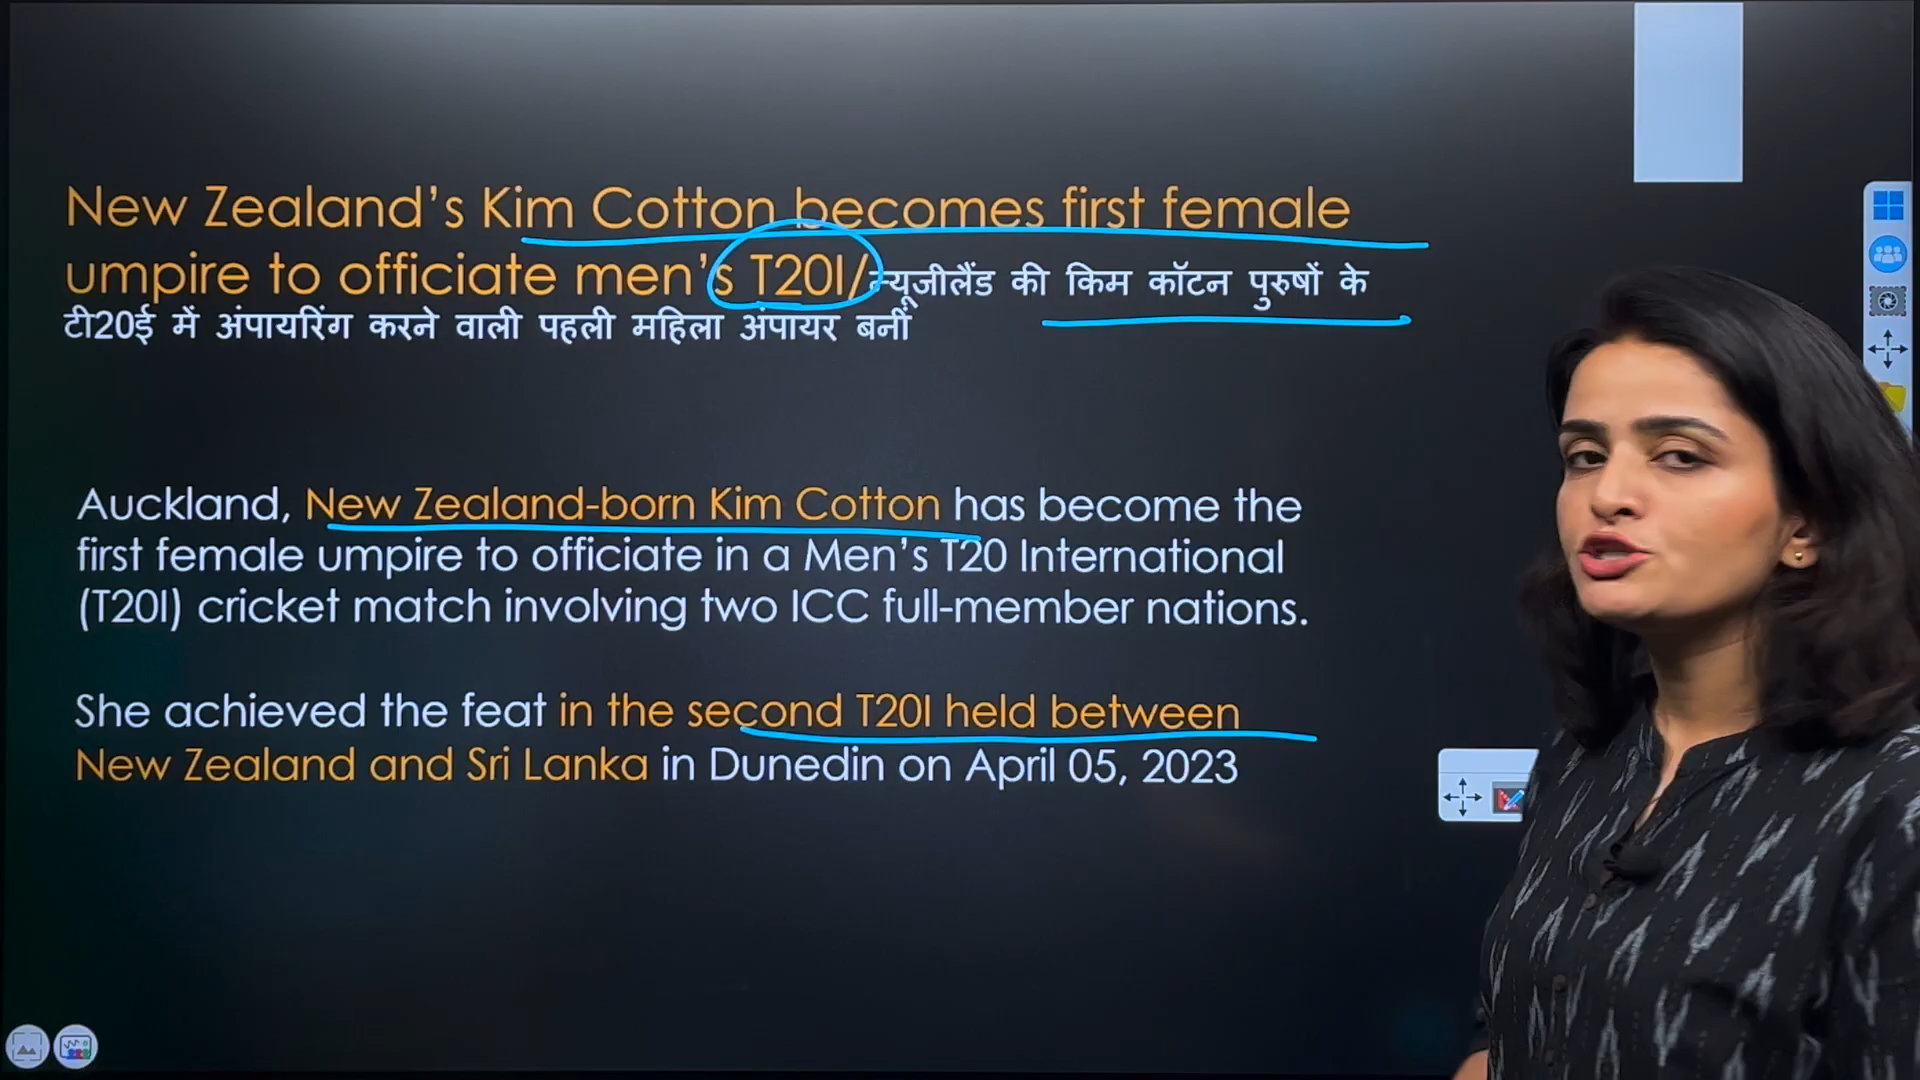 New Zealand’s Kim Cotton becomes first female
umpire to officiate men’s T20I/न्यूजीलैंड की किम कॉटन पुरुषों के
टी20ई में अंपायरिंग करने वाली पहली महिला अंपायर बनीं
Auckland, New Zealand-born Kim Cotton has become the
first female umpire to officiate in a Men’s T20 International
(T20I) cricket match involving two ICC full-member nations.
She achieved the feat in the second T20I held between
New Zealand and Sri Lanka in Dunedin on April 05, 2023